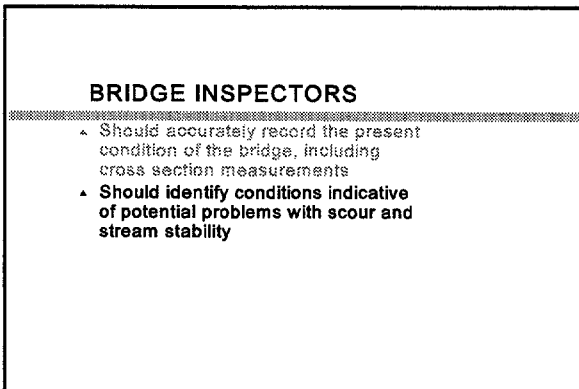 BRIDGE INSPECTORS
▲ Should accurately record the present
condition of the bridge, including
cross section measurements
▲ Should identify conditions indicative
of potential problems with scour and
stream stability